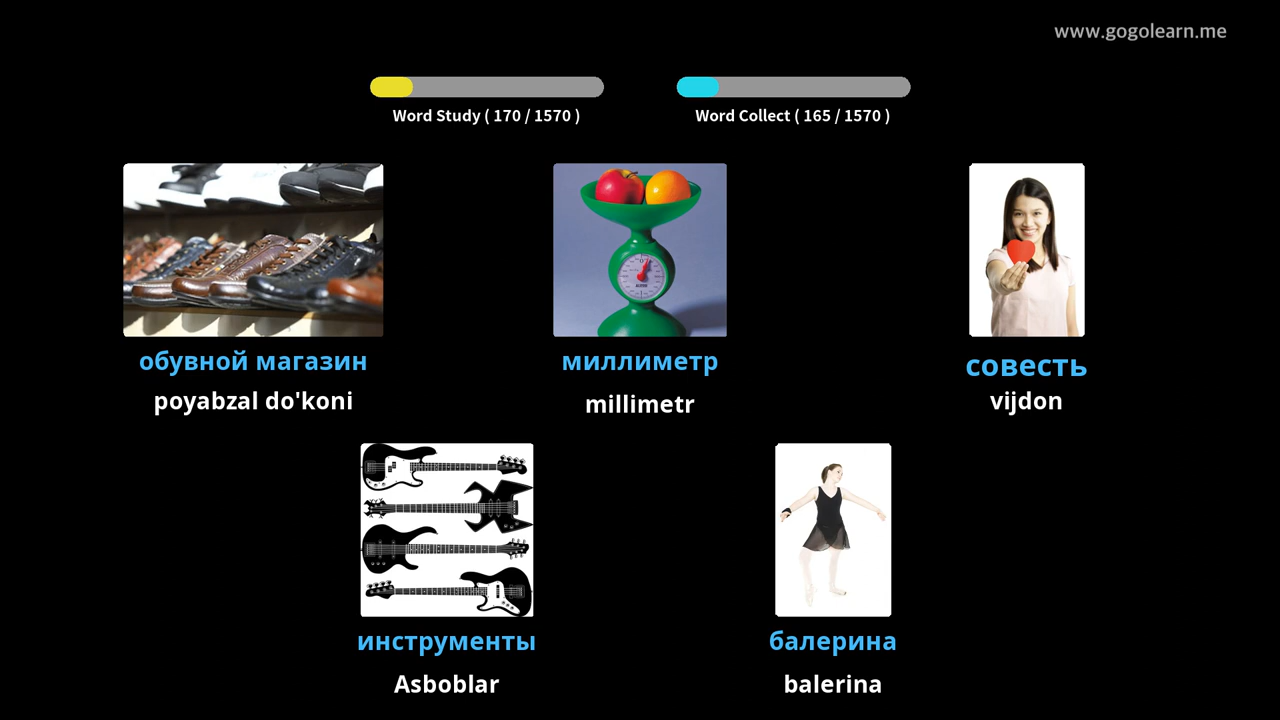 www.gogolearn.me
Word Study ( 170 / 1570 )
Word Collect ( 165 / 1570 )
обувной магазин
миллиметр
совесть
poyabzal do'koni
millimetr
vijdon
инструменты
балерина
Asboblar
balerina